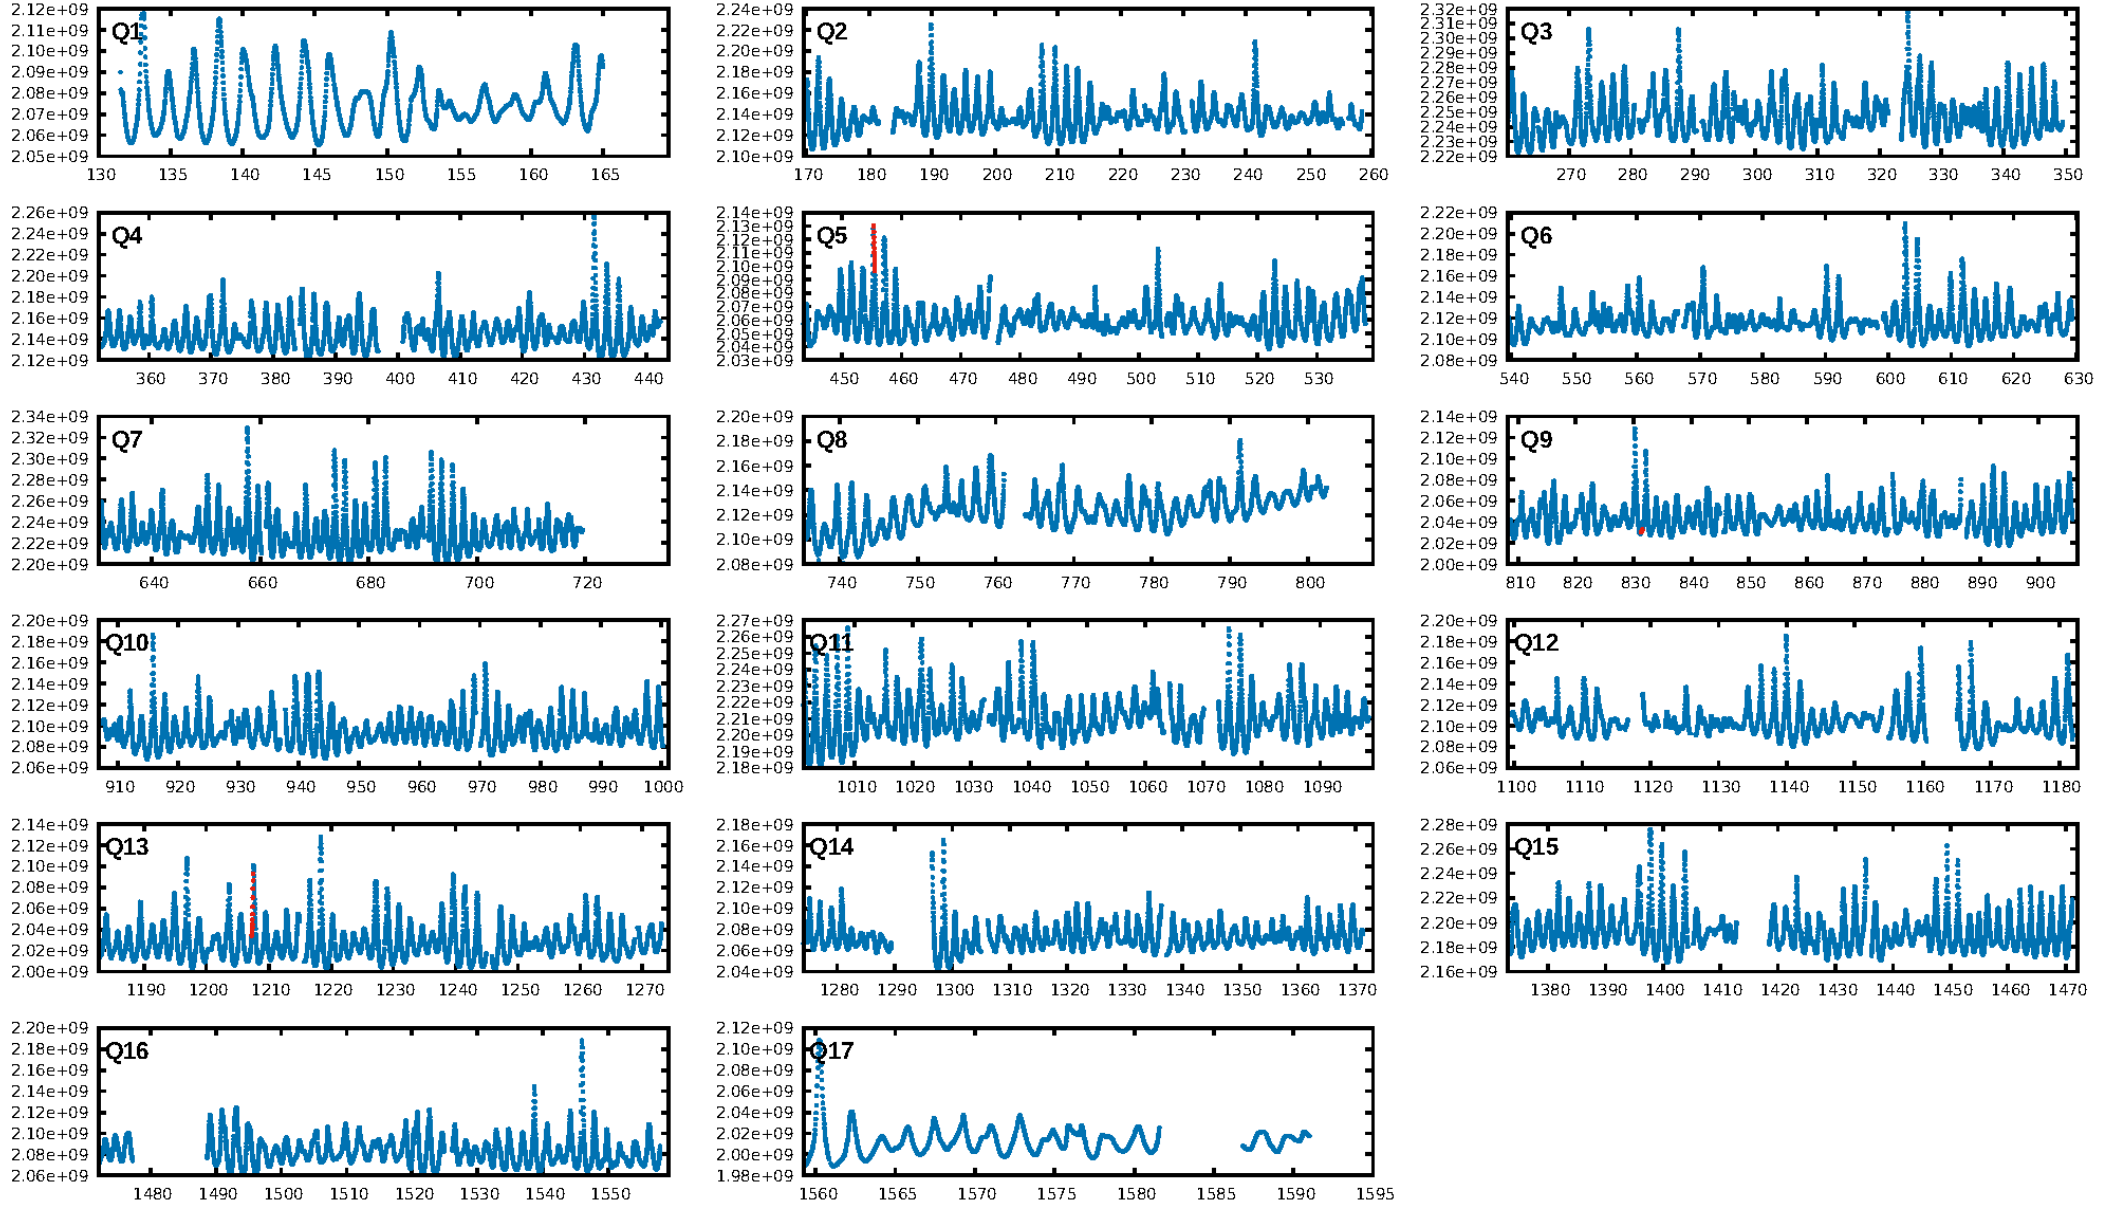 2.12e+09 2.11e+09 2.10e+09 2.09e+09 2.08e+09 2.07e+09 2.06e+09 2.05e+09
Q1
130 135 140 145 150 155 160 165
2.24e+09 2.22e+09 2.20e+09 2.18e+09 2.16e+09 2.14e+09 2.12e+09 2.10e+09
Q2
170 180 190 200 210 220 230 240 250 260
2.32e+09 2.31e+09 2.30e+09 2.29e+09 2.28e+09 2.27e+09 2.26e+09 2.25e+09 2.24e+09 2.23e+09 2.22e+09
Q3
270 280 290 300 310 320 330 340 350
2.26e+09 2.24e+09 2.22e+09 2.20e+09 2.18e+09 2.16e+09 2.14e+09 2.12e+09
Q4
360 370 380 390 400 410 420 430 440
2.14e+09 2.13e+09 2.12e+09 2.11e+09 2.10e+09 2.09e+09 2.08e+09 2.07e+09 2.06e+09 2.05e+09 2.04e+09 2.03e+09
Q5
450 460 470 480 490 500 510 520 530
2.22e+09 2.20e+09 2.18e+09 2.16e+09 2.14e+09 2.12e+09 2.10e+09 2.08e+09
Q6
540 550 560 570 580 590 600 610 620 630
2.34e+09 2.32e+09 2.30e+09 2.28e+09 2.26e+09 2.24e+09 2.22e+09 2.20e+09
Q7
640 660 680 700 720
2.20e+09 2.18e+09 2.16e+09 2.14e+09 2.12e+09 2.10e+09 2.08e+09
Q8
740 750 760 770 780 790 800
2.14e+09 2.12e+09 2.10e+09 2.08e+09 2.06e+09 2.04e+09 2.02e+09 2.00e+09
Q9
810 820 830 840 850 860 870 880 890 900
2.20e+09 2.18e+09 2.16e+09 2.14e+09 2.12e+09 2.10e+09 2.08e+09 2.06e+09
Q10
910 920 930 940 950 960 970 980 990 1000
2.27e+09 2.26e+09 2.25e+09 2.24e+09 2.23e+09 2.22e+09 2.21e+09 2.20e+09 2.19e+09 2.18e+09
Q11
1010 1020 1030 1040 1050 1060 1070 1080 1090
2.20e+09 2.18e+09 2.16e+09 2.14e+09 2.12e+09 2.10e+09 2.08e+09 2.06e+09
Q12
1100 1110 1120 1130 1140 1150 1160 1170 1180
2.14e+09 2.12e+09 2.10e+09 2.08e+09 2.06e+09 2.04e+09 2.02e+09 2.00e+09
Q13
1190 1200 1210 1220 1230 1240 1250 1260 1270
2.18e+09 2.16e+09 2.14e+09 2.12e+09 2.10e+09 2.08e+09 2.06e+09 2.04e+09
Q14
1280 1290 1300 1310 1320 1330 1340 1350 1360 1370
2.28e+09 2.26e+09 2.24e+09 2.22e+09 2.20e+09 2.18e+09 2.16e+09
Q15
1380 1390 1400 1410 1420 1430 1440 1450 1460 1470
2.20e+09 2.18e+09 2.16e+09 2.14e+09 2.12e+09 2.10e+09 2.08e+09 2.06e+09
Q16
1480 1490 1500 1510 1520 1530 1540 1550
2.12e+09 2.10e+09 2.08e+09 2.06e+09 2.04e+09 2.02e+09 2.00e+09 1.98e+09
Q17
1560 1565 1570 1575 1580 1585 1590 1595